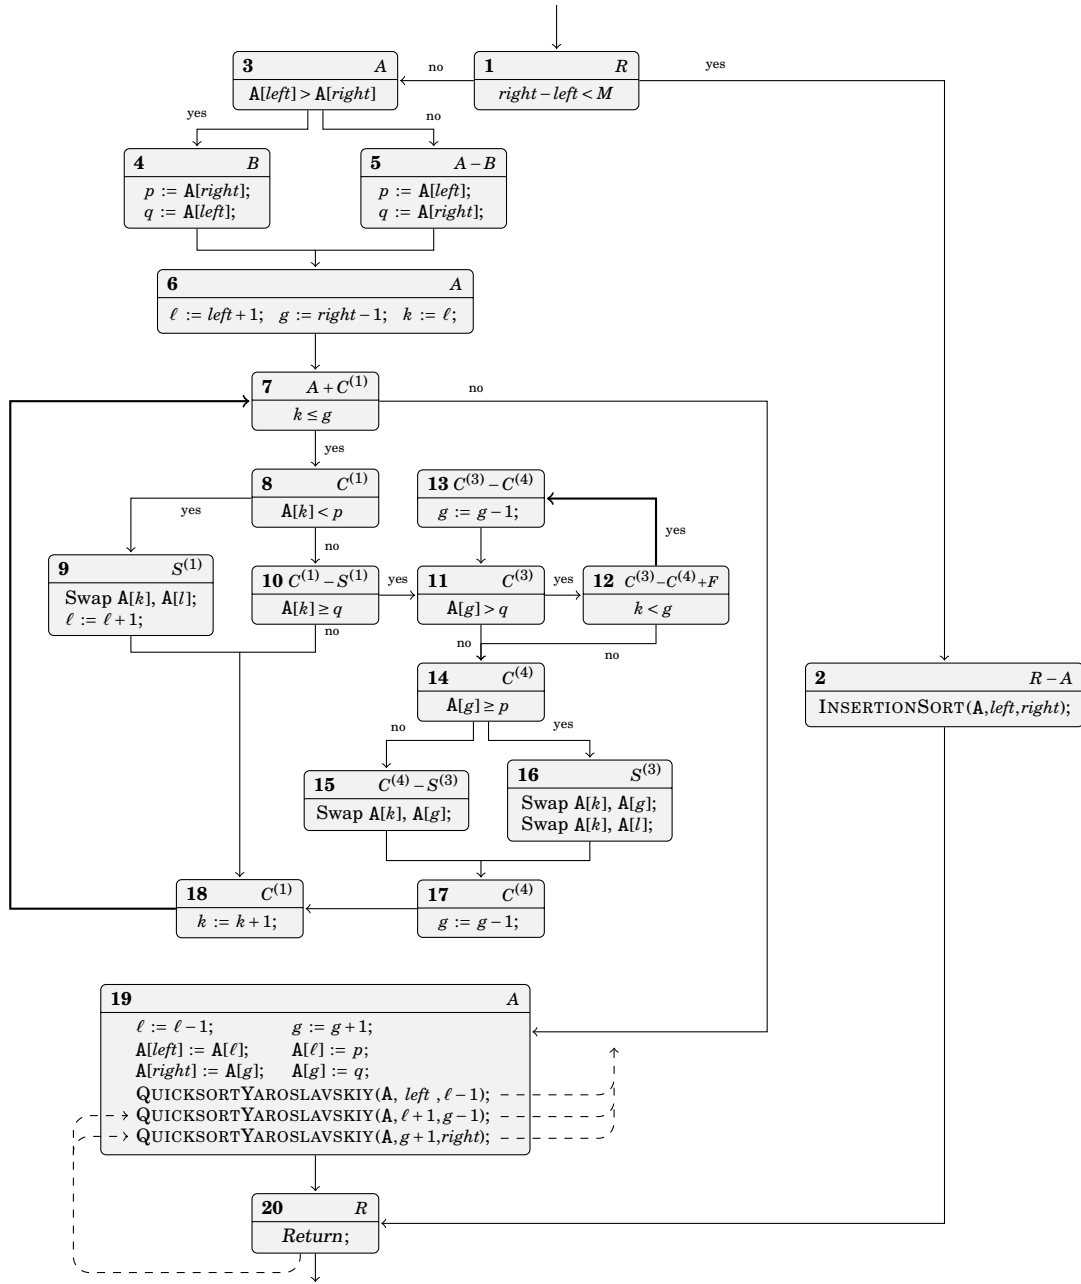 3 A
A[left] > A[right]
no
1 R
right − left < M
yes
yes
no
4 B
p := A[right];
q := A[left];
5 A − B
p := A[left];
q := A[right];
6 A
ℓ := left + 1; g := right − 1; k := ℓ;
7 A + C^(1)
k ≤ g
no
yes
8 C^(1)
A[k] < p
yes
no
13 C^(3) − C^(4)
g := g − 1;
yes
9 S^(1)
Swap A[k], A[l];
ℓ := ℓ + 1;
10 C^(1) − S^(1)
A[k] ≥ q
yes
no
11 C^(3)
A[g] > q
yes
no
12 C^(3) − C^(4) + F
k < g
no
14 C^(4)
A[g] ≥ p
no
yes
2 R − A
INSERTIONSORT(A, left, right);
15 C^(4) − S^(3)
Swap A[k], A[g];
16 S^(3)
Swap A[k], A[g];
Swap A[k], A[l];
18 C^(1)
k := k + 1;
17 C^(4)
g := g − 1;
19 A
ℓ := ℓ − 1; g := g + 1;
A[left] := A[ℓ]; A[ℓ] := p;
A[right] := A[g]; A[g] := q;
QUICKSORTYAROSLAVSKIY(A, left , ℓ − 1);
QUICKSORTYAROSLAVSKIY(A, ℓ + 1, g − 1);
QUICKSORTYAROSLAVSKIY(A, g + 1, right);
20 R
Return;